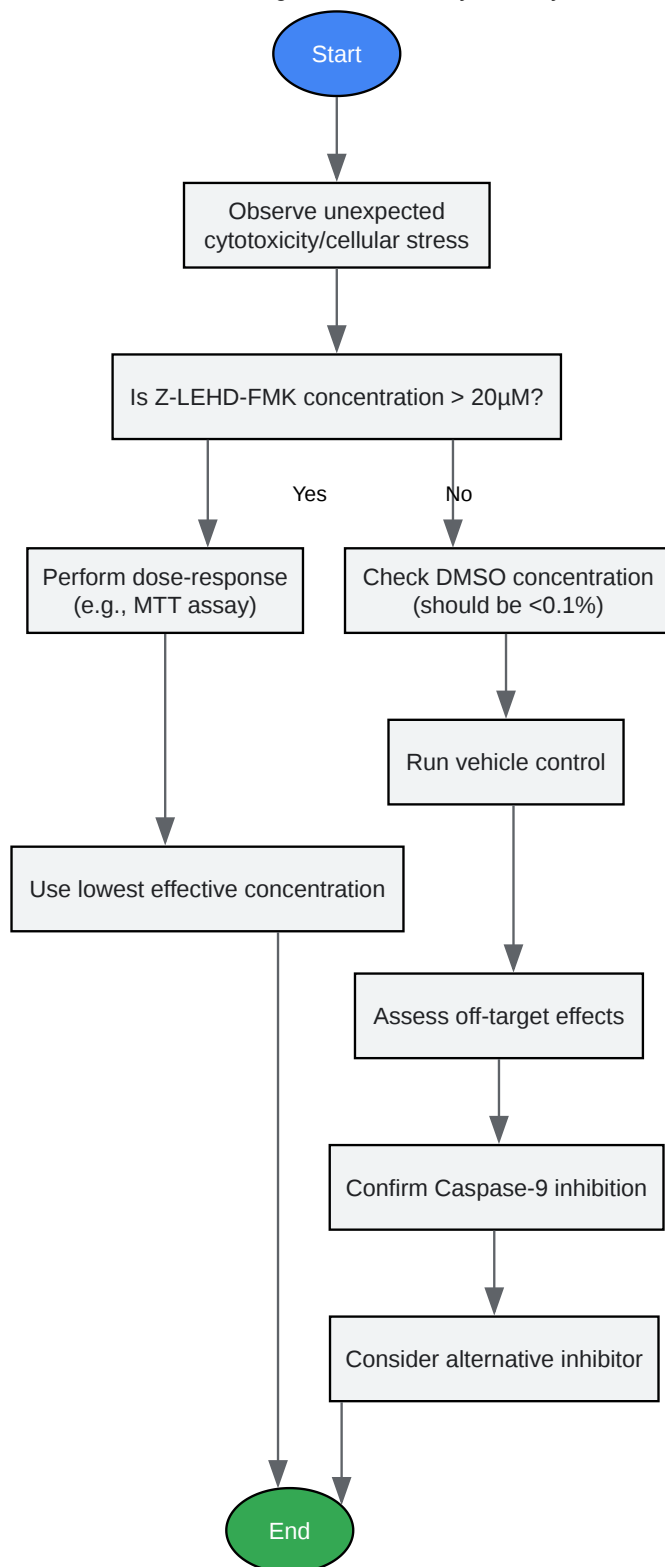 Start
Observe unexpected
cytotoxicity/cellular stress
Is Z-LEHD-FMK concentration > 20µM?
Yes
No
Perform dose-response
(e.g., MTT assay)
Check DMSO concentration
(should be <0.1%)
Run vehicle control
Use lowest effective concentration
Assess off-target effects
Confirm Caspase-9 inhibition
Consider alternative inhibitor
End